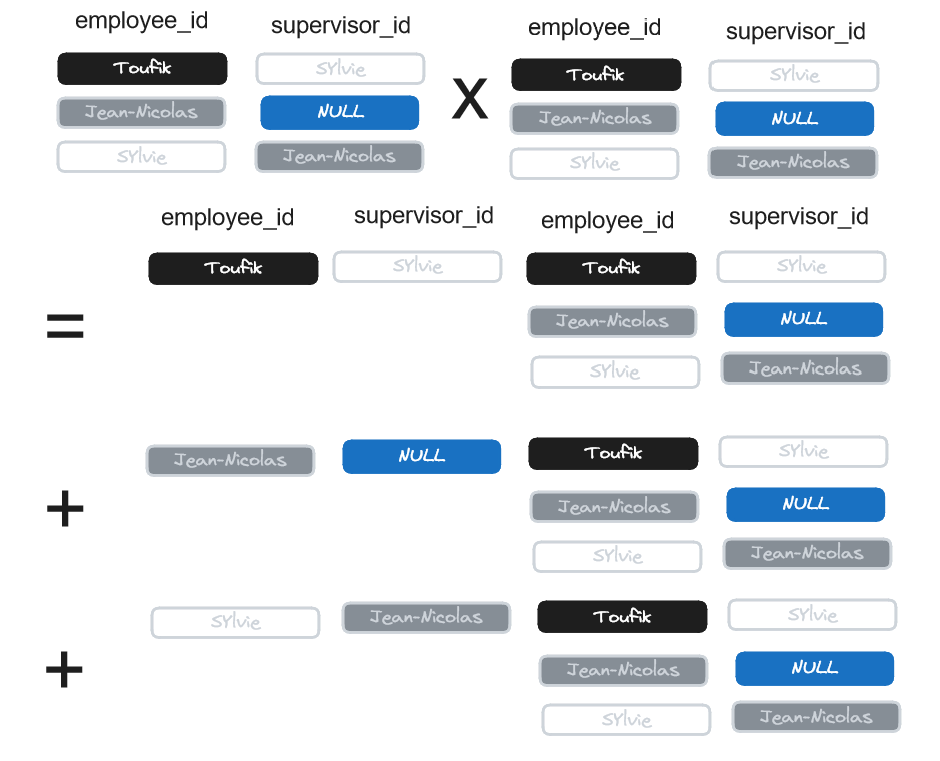 employee_id supervisor_id employee_id supervisor_id
Toufik SYlvie X Toufik SYlvie
Jean-Nicolas NULL Jean-Nicolas NULL
SYlvie Jean-Nicolas SYlvie Jean-Nicolas
employee_id supervisor_id employee_id supervisor_id
Toufik SYlvie Toufik SYlvie
= Jean-Nicolas NULL
SYlvie Jean-Nicolas
Jean-Nicolas NULL Toufik SYlvie
+ Jean-Nicolas NULL
SYlvie Jean-Nicolas
SYlvie Jean-Nicolas Toufik SYlvie
+ Jean-Nicolas NULL
SYlvie Jean-Nicolas